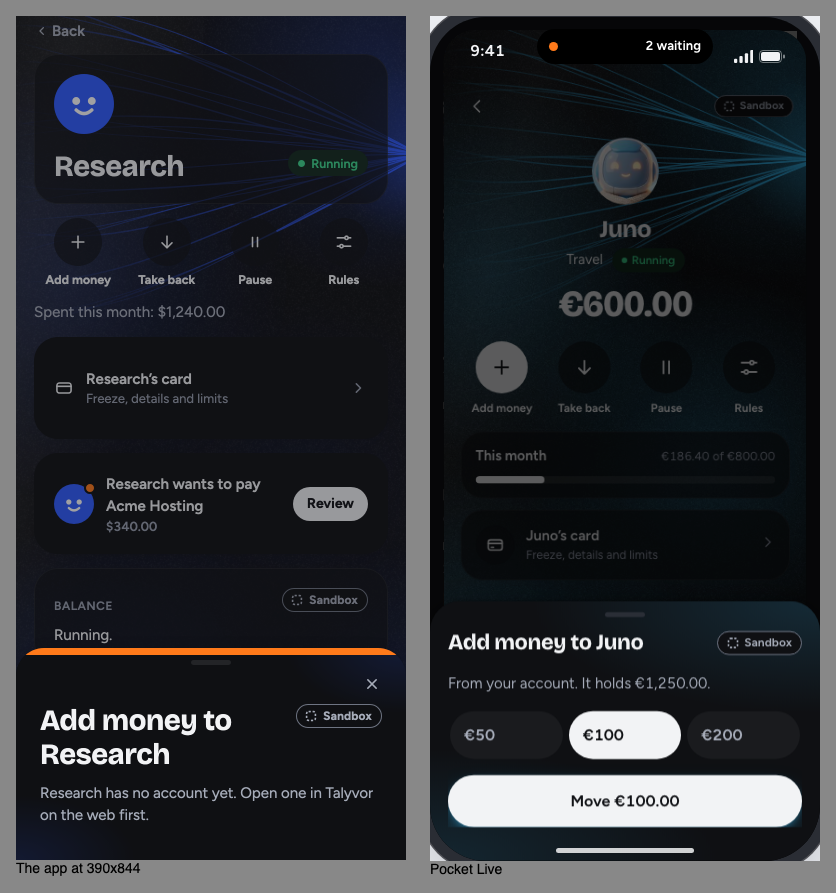 Back
Research
Running
Add money
Take back
Pause
Rules
Spent this month: $1,240.00
Research’s card
Freeze, details and limits
Research wants to pay
Acme Hosting
$340.00
Review
BALANCE
Sandbox
Running.
Add money to
Research
Sandbox
Research has no account yet. Open one in Talyvor
on the web first.
The app at 390x844
9:41
2 waiting
Sandbox
Juno
Travel
Running
€600.00
Add money
Take back
Pause
Rules
This month
€186.40 of €800.00
Juno’s card
Freeze, details and limits
Add money to Juno
Sandbox
From your account. It holds €1,250.00.
€50
€100
€200
Move €100.00
Pocket Live